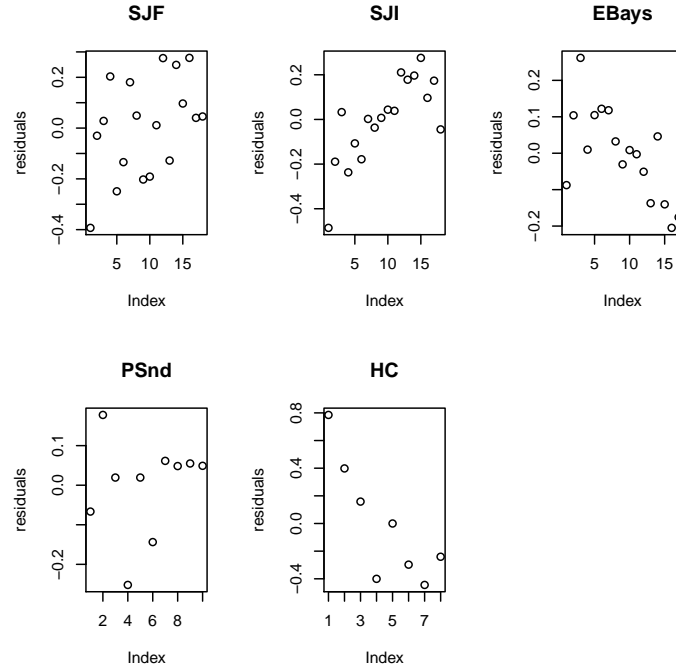 SJF
SJI
EBays
residuals
−0.4 −0.2 0.0 0.2
5 10 15
Index
residuals
−0.4 −0.2 0.0 0.2
5 10 15
Index
residuals
−0.2 0.0 0.1 0.2
5 10 15
Index
PSnd
HC
residuals
−0.2 0.0 0.1
2 4 6 8
Index
residuals
−0.4 0.0 0.4 0.8
1 3 5 7
Index